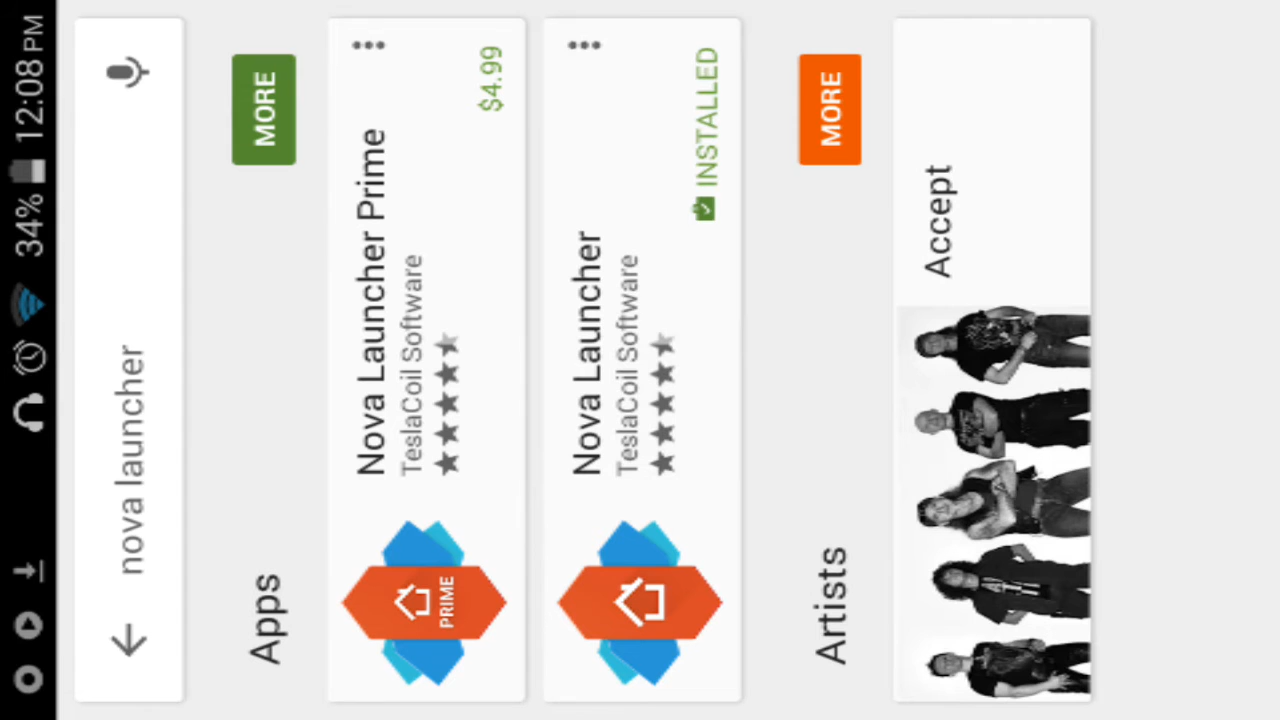 34% 12:08 PM
nova launcher
Apps
MORE
Nova Launcher Prime
TeslaCoil Software
$4.99
PRIME
Nova Launcher
TeslaCoil Software
INSTALLED
Artists
MORE
Accept